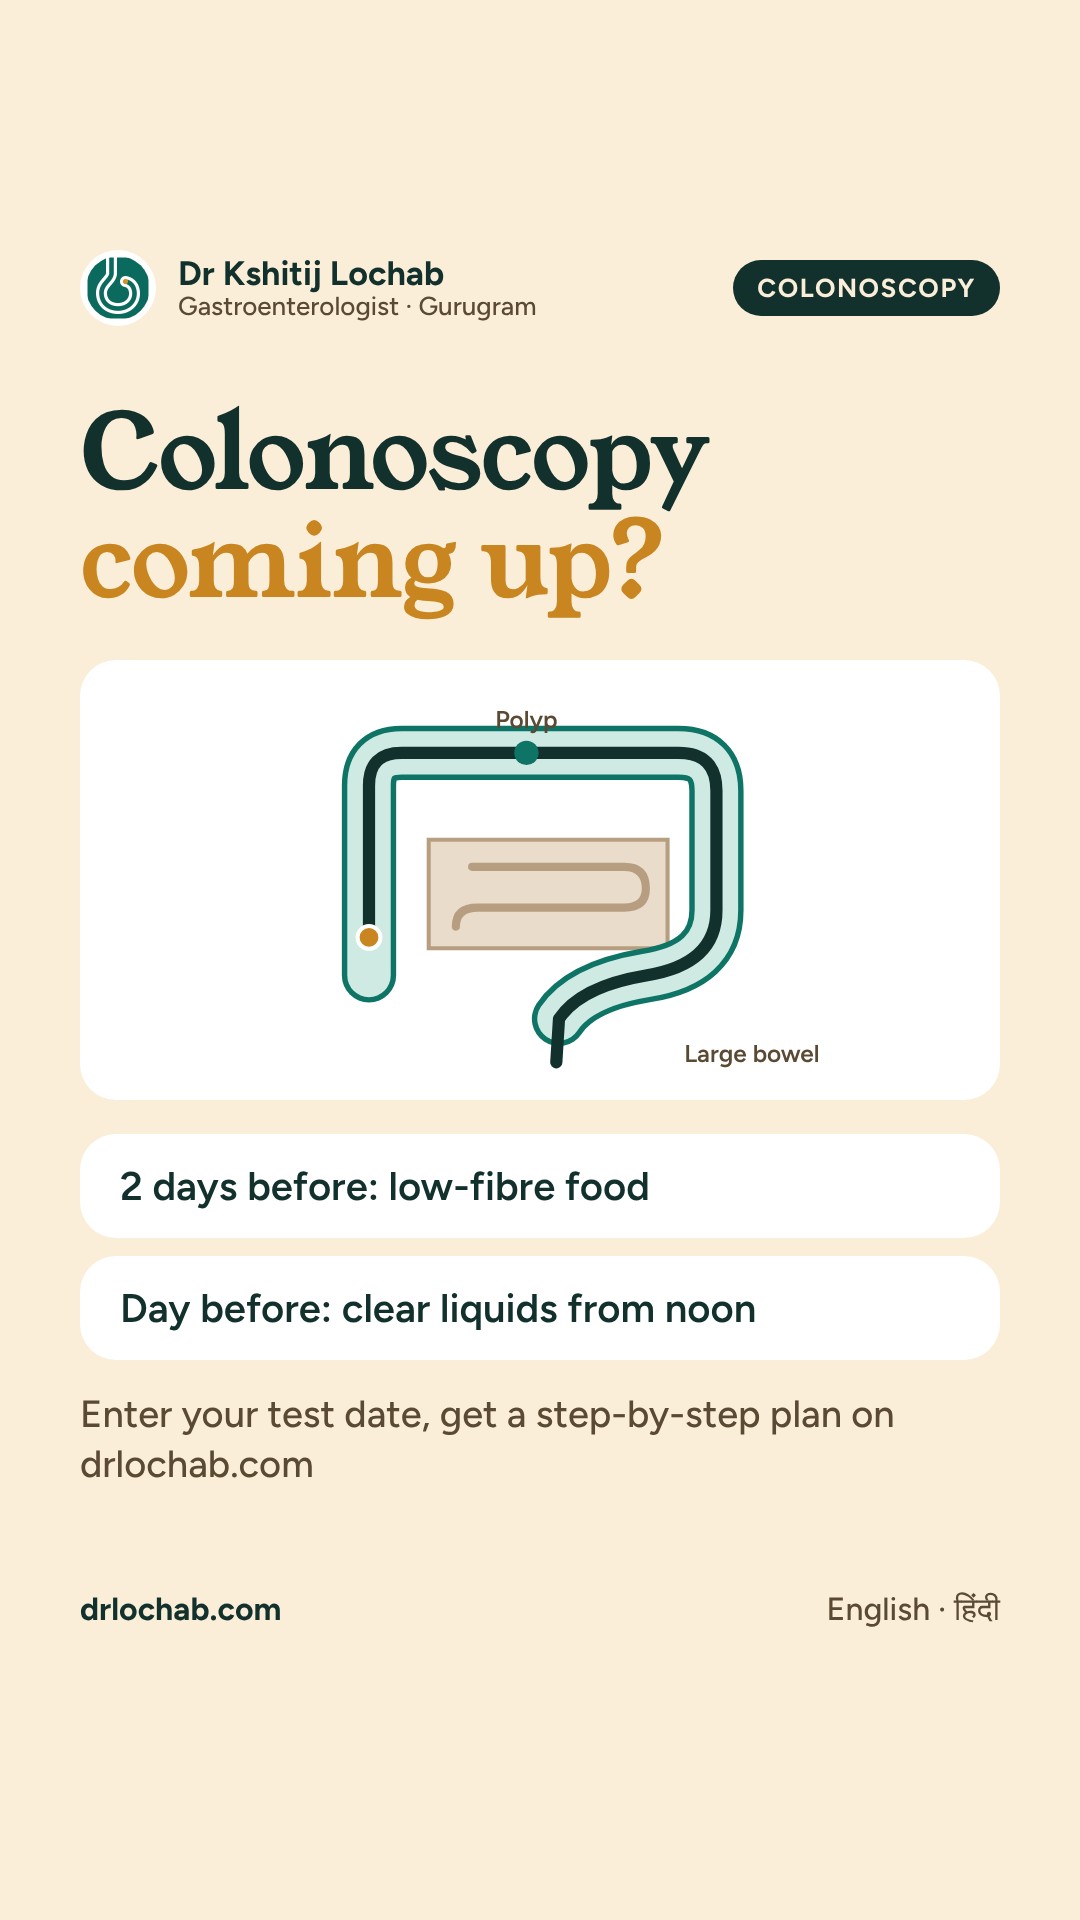 Dr Kshitij Lochab
Gastroenterologist · Gurugram
COLONOSCOPY
Colonoscopy
coming up?
Polyp
Large bowel
2 days before: low-fibre food
Day before: clear liquids from noon
Enter your test date, get a step-by-step plan on
drlochab.com
drlochab.com
English · हिंदी